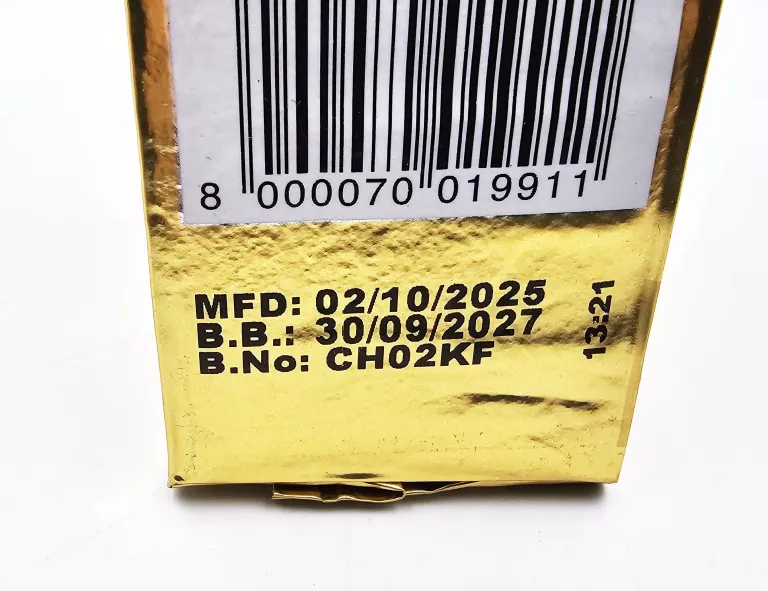 8 000070 019911
MFD: 02/10/2025
B.B.: 30/09/2027
B.No: CH02KF
13:21